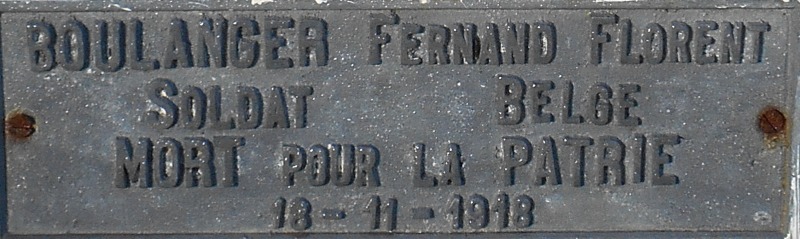 BOULANGER FERNAND FLORENT
SOLDAT BELGE
MORT POUR LA PATRIE
18-11-1918